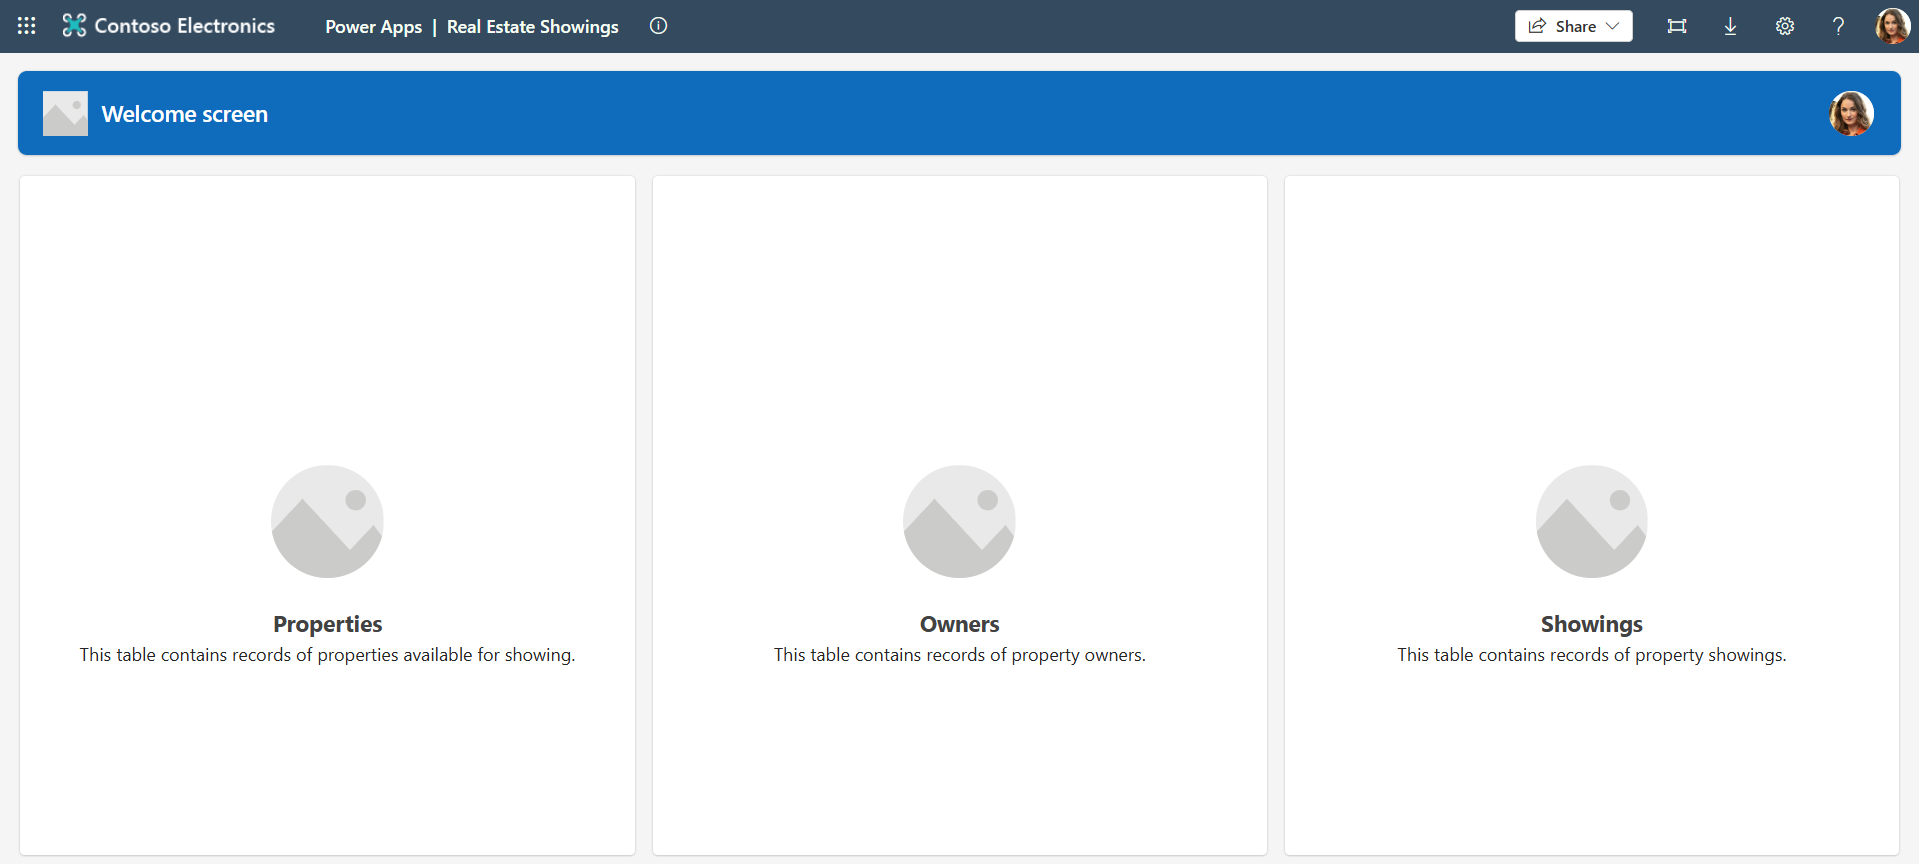 Contoso Electronics
Power Apps | Real Estate Showings
Share
?
Welcome screen
Properties
This table contains records of properties available for showing.
Owners
This table contains records of property owners.
Showings
This table contains records of property showings.